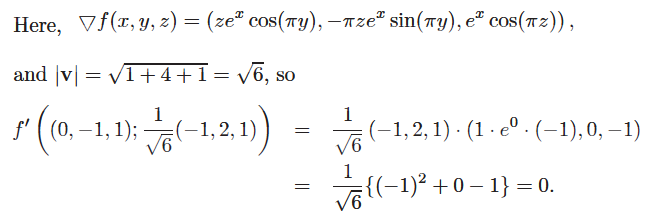 Here, ▽f(x, y, z) = (ze^x cos(πy), −πze^x sin(πy), e^x cos(πz)),
and |v| = √(1 + 4 + 1) = √6, so
f′((0, −1, 1); 1/√6 (−1, 2, 1)) = 1/√6 (−1, 2, 1) · (1 · e^0 · (−1), 0, −1)
= 1/√6 {(−1)^2 + 0 − 1} = 0.